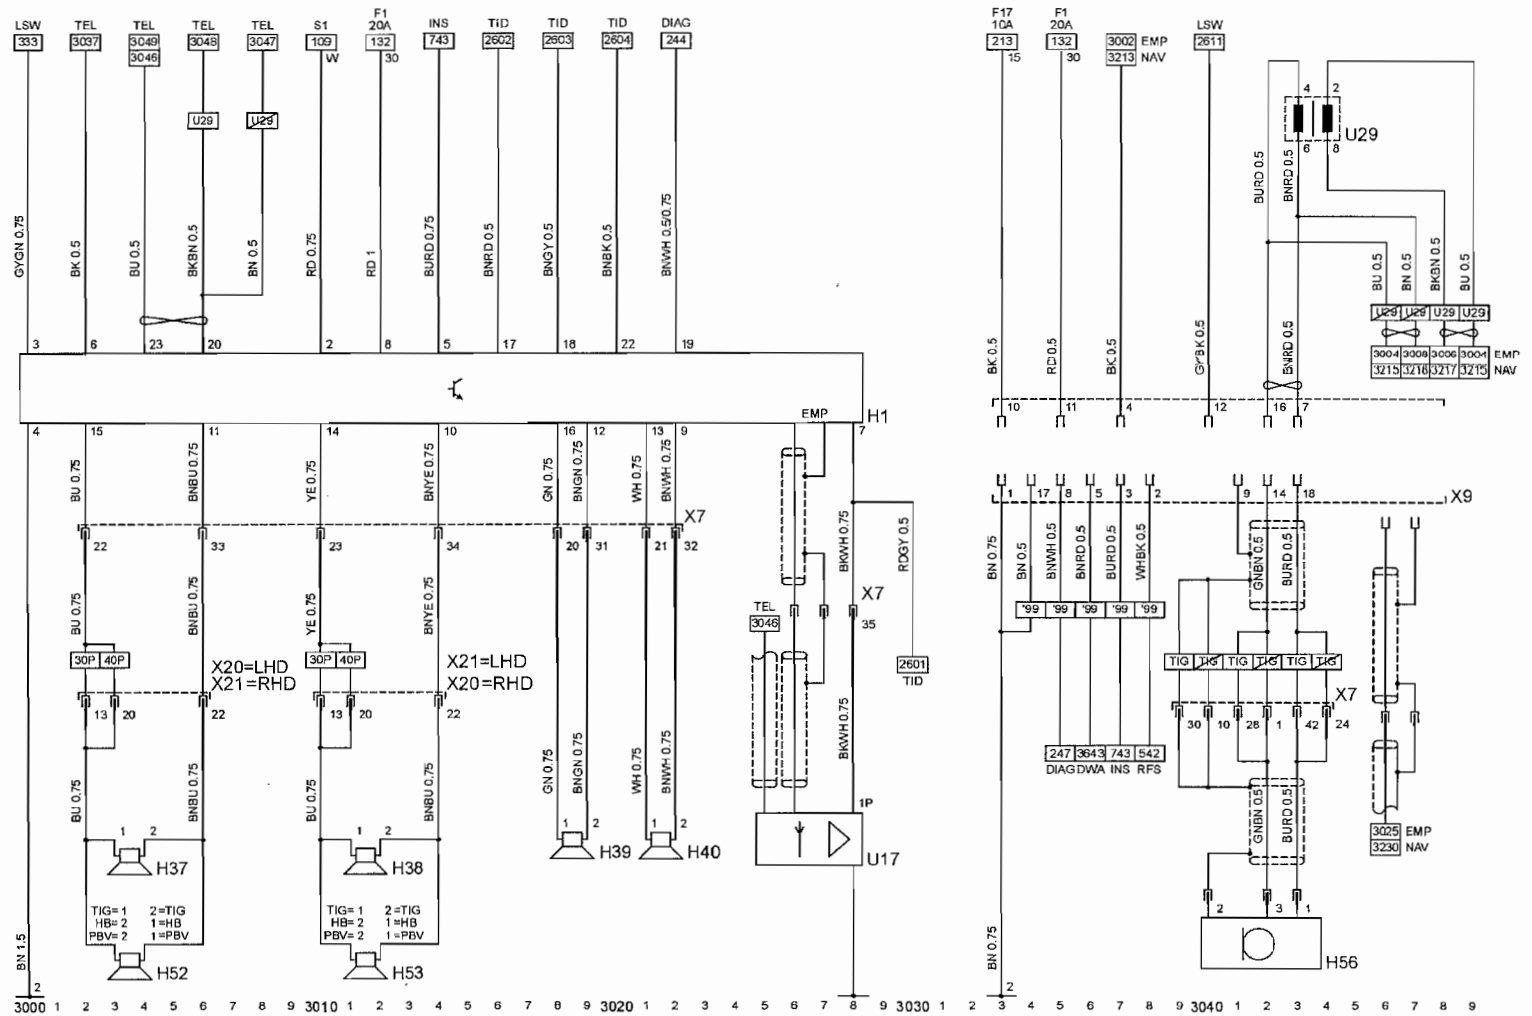 LSW TEL TEL TEL TEL S1 F1 20A INS TID TID TID DIAG
333 3037 3049 3048 3047 109 132 743 2602 2603 2604 244
3046 W 30
U29 U29
GYGN 0.75 BK 0.5 BU 0.5 BKBN 0.5 BN 0.5 RD 0.75 RD 1 BURD 0.75 BNRD 0.5 BNGY 0.5 BNBK 0.5 BNWH 0.5/0.75
3 6 23 20 2 8 5 17 18 22 19
EMP H1
4 15 11 14 10 16 12 13 9 7
BU 0.75 BNBU 0.75 YE 0.75 BNYE 0.75 GN 0.75 BNGN 0.75 WH 0.75 BNWH 0.75 BKWH 0.75 RDGY 0.5
X7
22 33 23 34 20 31 21 32
BU 0.75 BNBU 0.75 YE 0.75 BNYE 0.75
X7
35
TEL
3046
30P 40P 30P 40P
X20=LHD
X21=RHD
X21=LHD
X20=RHD
2601
TID
13 20 22 13 20 22
BU 0.75 BNBU 0.75 BU 0.75 BNBU 0.75 GN 0.75 BNGN 0.75 WH 0.75 BNWH 0.75 BKWH 0.75
1P
1 2 1 2 1 2 1 2
H37 H38 H39 H40 U17
TIG= 1 2 =TIG
HB= 2 1 =HB
PBV= 2 1 =PBV
TIG= 1 2 =TIG
HB= 2 1 =HB
PBV= 2 1 =PBV
H52 H53
BN 1.5
2
F17 10A F1 20A LSW
213 132 3002 EMP 2611
15 30 3213 NAV
4 2
U29
6 8
BURD 0.5 BNRD 0.5
BU 0.5 BN 0.5 BKBN 0.5 BU 0.5
U29 U29 U29 U29
BK 0.5 RD 0.5 BK 0.5 GYBK 0.5 BNRD 0.5
3004 3008 3006 3004 EMP
3215 3216 3217 3215 NAV
10 11 4 12 16 7
1 17 8 5 3 2 9 14 18 X9
BN 0.75 BN 0.5 BNWH 0.5 BNRD 0.5 BURD 0.5 WHBK 0.5 GNBN 0.5 BURD 0.5
'99 '99 '99 '99 '99
TIG TIG TIG TIG TIG TIG
X7
30 10 28 1 42 24
247 3643 743 542
DIAG DWA INS RFS
GNBN 0.5 BURD 0.5
3025 EMP
3230 NAV
2 3 1
H56
BN 0.75
2
3000 1 2 3 4 5 6 7 8 9 3010 1 2 3 4 5 6 7 8 9 3020 1 2 3 4 5 6 7 8 9 3030 1 2 3 4 5 6 7 8 9 3040 1 2 3 4 5 6 7 8 9